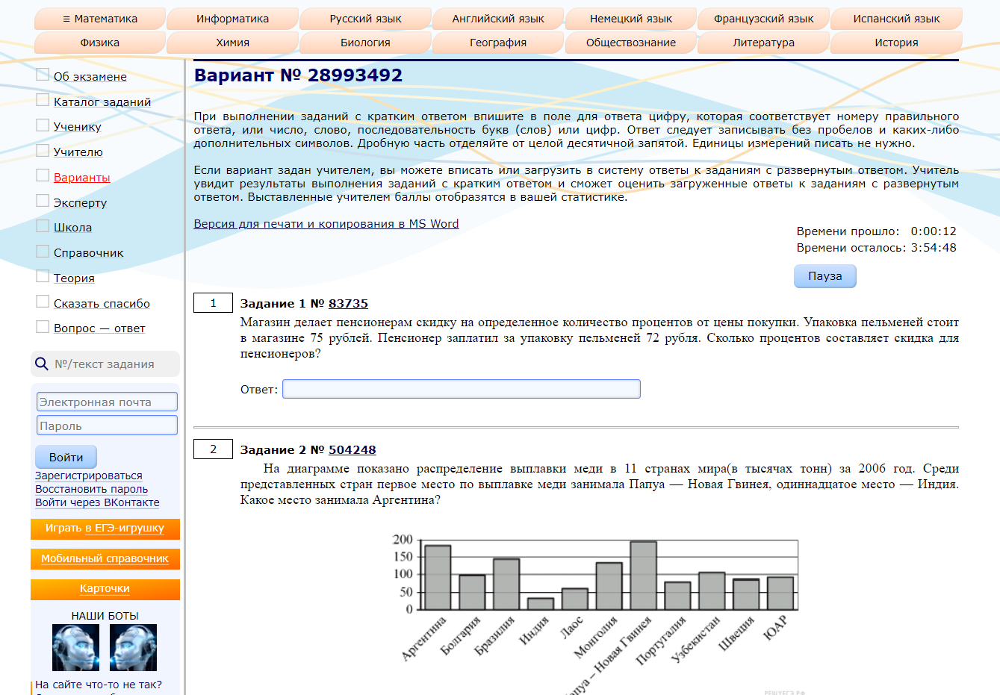 ≡ Математика
Информатика
Русский язык
Английский язык
Немецкий язык
Французский язык
Испанский язык
Физика
Химия
Биология
География
Обществознание
Литература
История
Об экзамене
Каталог заданий
Ученику
Учителю
Варианты
Эксперту
Школа
Справочник
Теория
Сказать спасибо
Вопрос — ответ
№/текст задания
Электронная почта
Пароль
Войти
Зарегистрироваться
Восстановить пароль
Войти через ВКонтакте
Играть в ЕГЭ-игрушку
Мобильный справочник
Карточки
НАШИ БОТЫ
На сайте что-то не так?
Вариант № 28993492
При выполнении заданий с кратким ответом впишите в поле для ответа цифру, которая соответствует номеру правильного
ответа, или число, слово, последовательность букв (слов) или цифр. Ответ следует записывать без пробелов и каких-либо
дополнительных символов. Дробную часть отделяйте от целой десятичной запятой. Единицы измерений писать не нужно.
Если вариант задан учителем, вы можете вписать или загрузить в систему ответы к заданиям с развернутым ответом. Учитель
увидит результаты выполнения заданий с кратким ответом и сможет оценить загруженные ответы к заданиям с развернутым
ответом. Выставленные учителем баллы отобразятся в вашей статистике.
Версия для печати и копирования в MS Word
Времени прошло: 0:00:12
Времени осталось: 3:54:48
Пауза
1
Задание 1 № 83735
Магазин делает пенсионерам скидку на определенное количество процентов от цены покупки. Упаковка пельменей стоит
в магазине 75 рублей. Пенсионер заплатил за упаковку пельменей 72 рубля. Сколько процентов составляет скидка для
пенсионеров?
Ответ:
2
Задание 2 № 504248
На диаграмме показано распределение выплавки меди в 11 странах мира(в тысячах тонн) за 2006 год. Среди
представленных стран первое место по выплавке меди занимала Папуа — Новая Гвинея, одиннадцатое место — Индия.
Какое место занимала Аргентина?
200
150
100
50
0
Аргентина
Болгария
Бразилия
Индия
Лаос
Монголия
Папуа – Новая Гвинея
Португалия
Узбекистан
Швеция
ЮАР
РЕШУЕГЭ.РФ